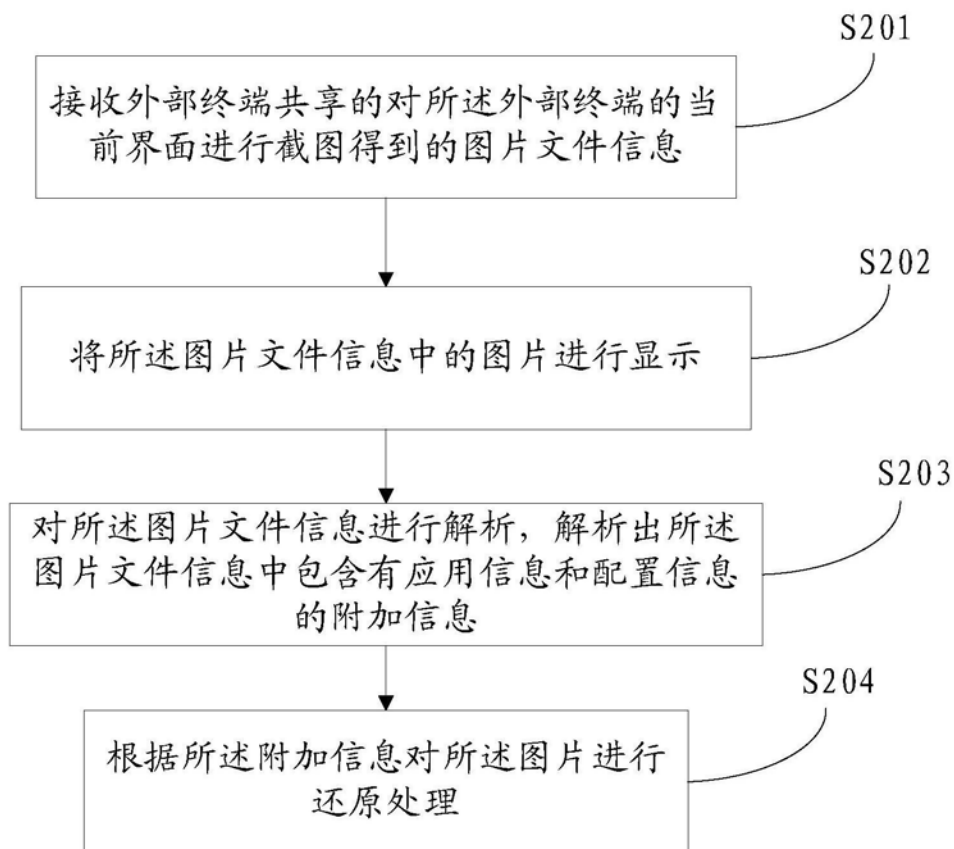 S201
接收外部终端共享的对所述外部终端的当
前界面进行截图得到的图片文件信息
S202
将所述图片文件信息中的图片进行显示
S203
对所述图片文件信息进行解析，解析出所述
图片文件信息中包含有应用信息和配置信息
的附加信息
S204
根据所述附加信息对所述图片进行
还原处理